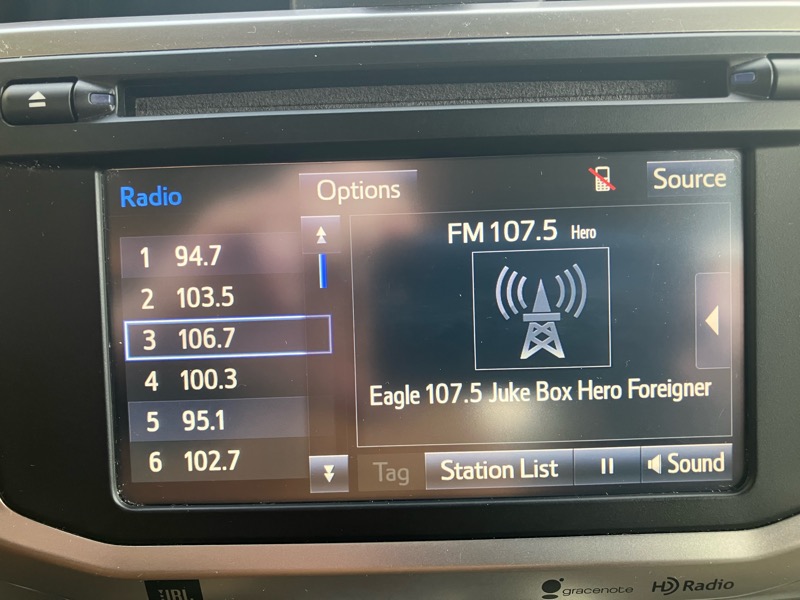 Radio
Options
Source
FM 107.5 Hero
1 94.7
2 103.5
3 106.7
4 100.3
5 95.1
6 102.7
Eagle 107.5 Juke Box Hero Foreigner
Tag
Station List
Sound
JBL
gracenote
HD Radio